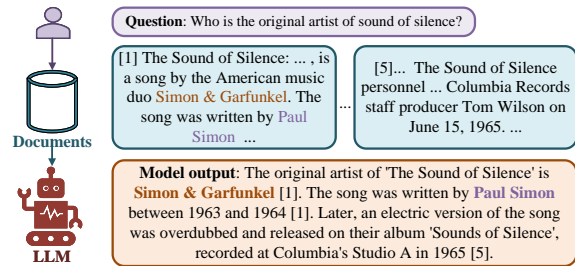 Question: Who is the original artist of sound of silence?
[1] The Sound of Silence: ... , is
a song by the American music
duo Simon & Garfunkel. The
song was written by Paul
Simon ...
...
[5]... The Sound of Silence
personnel ... Columbia Records
staff producer Tom Wilson on
June 15, 1965. ...
Documents
Model output: The original artist of 'The Sound of Silence' is
Simon & Garfunkel [1]. The song was written by Paul Simon
between 1963 and 1964 [1]. Later, an electric version of the song
was overdubbed and released on their album 'Sounds of Silence',
recorded at Columbia's Studio A in 1965 [5].
LLM